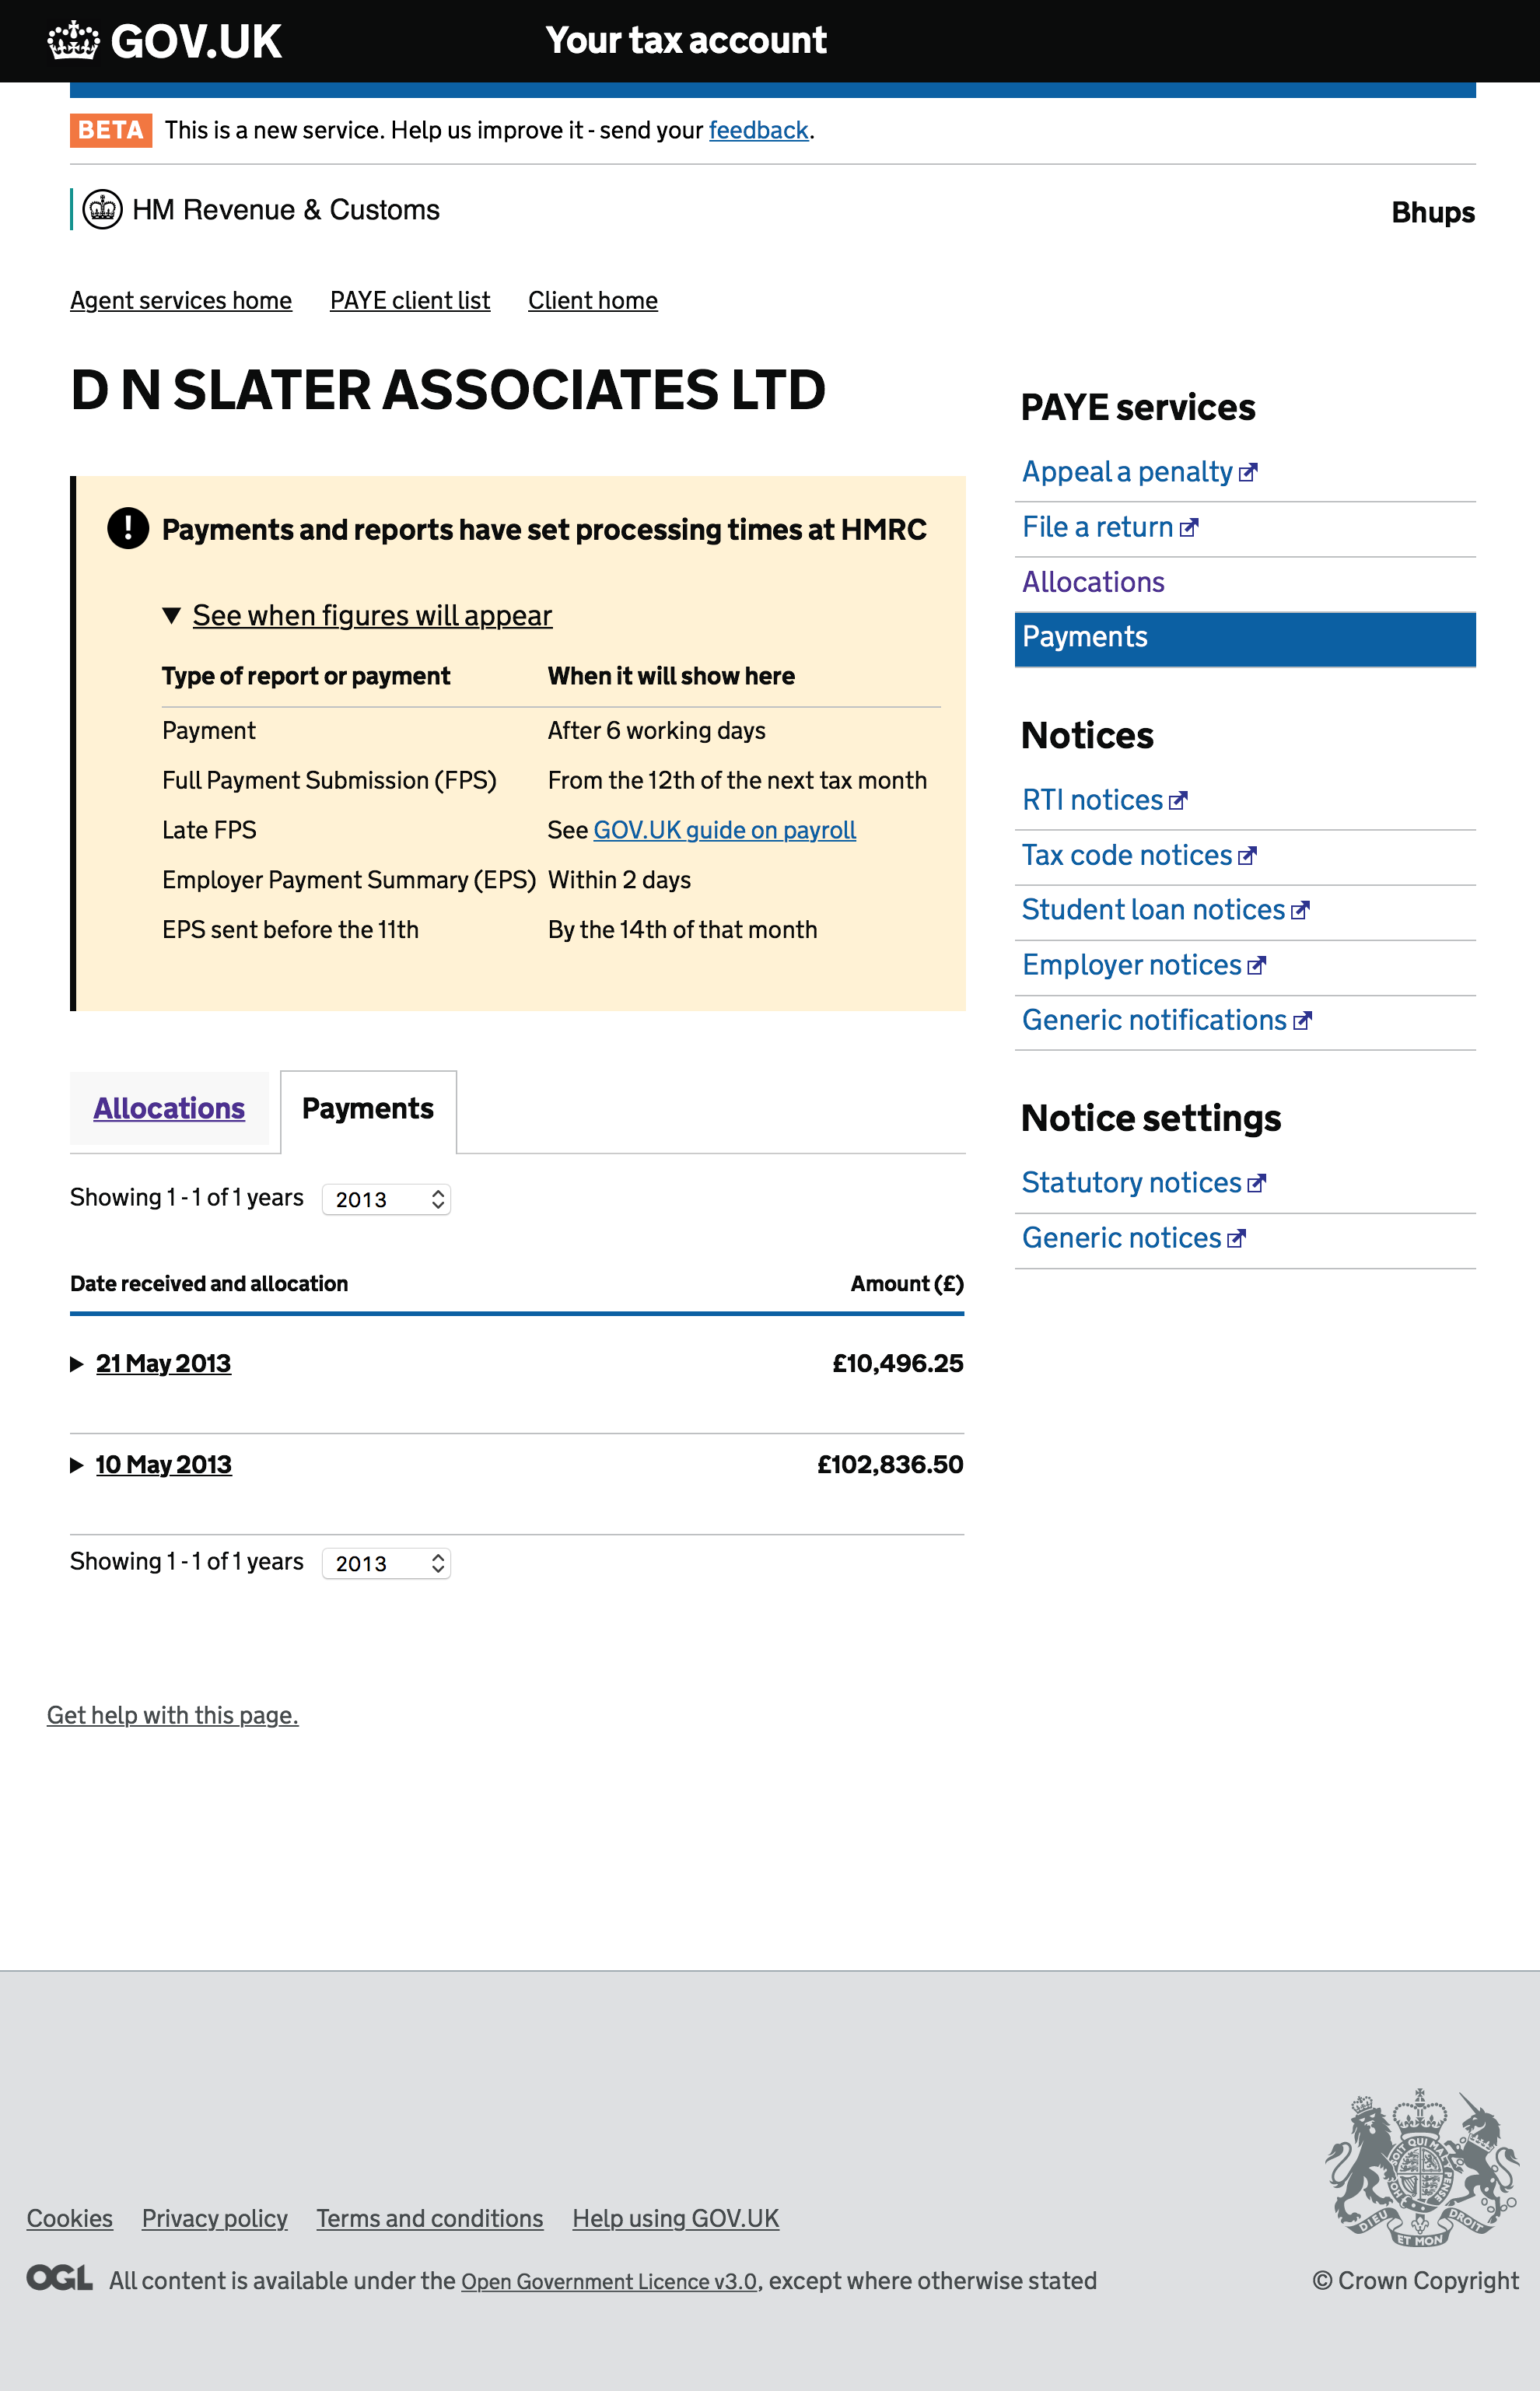 GOV.UK
Your tax account
BETA This is a new service. Help us improve it - send your feedback.
HM Revenue & Customs
Bhups
Agent services home PAYE client list Client home
D N SLATER ASSOCIATES LTD
! Payments and reports have set processing times at HMRC
See when figures will appear
Type of report or payment When it will show here
Payment After 6 working days
Full Payment Submission (FPS) From the 12th of the next tax month
Late FPS See GOV.UK guide on payroll
Employer Payment Summary (EPS) Within 2 days
EPS sent before the 11th By the 14th of that month
Allocations Payments
Showing 1 - 1 of 1 years 2013
Date received and allocation Amount (£)
21 May 2013 £10,496.25
10 May 2013 £102,836.50
Showing 1 - 1 of 1 years 2013
Get help with this page.
PAYE services
Appeal a penalty
File a return
Allocations
Payments
Notices
RTI notices
Tax code notices
Student loan notices
Employer notices
Generic notifications
Notice settings
Statutory notices
Generic notices
Cookies Privacy policy Terms and conditions Help using GOV.UK
OGL All content is available under the Open Government Licence v3.0, except where otherwise stated
DIEU ET MON DROIT
© Crown Copyright